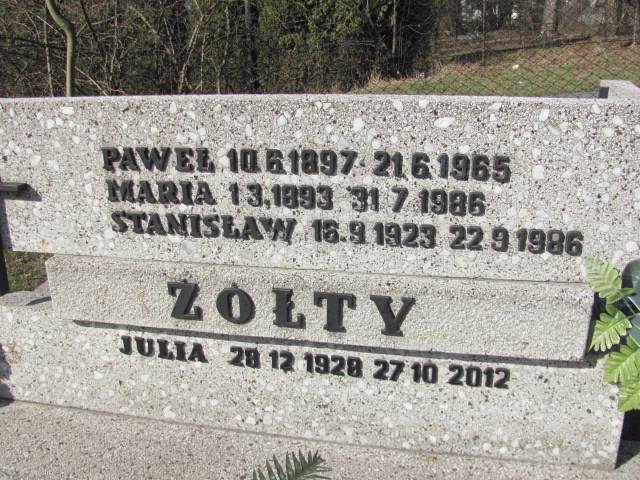 PAWEŁ 10.6.1897 21.6.1965
MARIA 1 3.1893 31 7 1986
STANISŁAW 16.9 1923 22.9 1986
ŻÓŁTY
JULIA 28 12 1928 27 10 2012